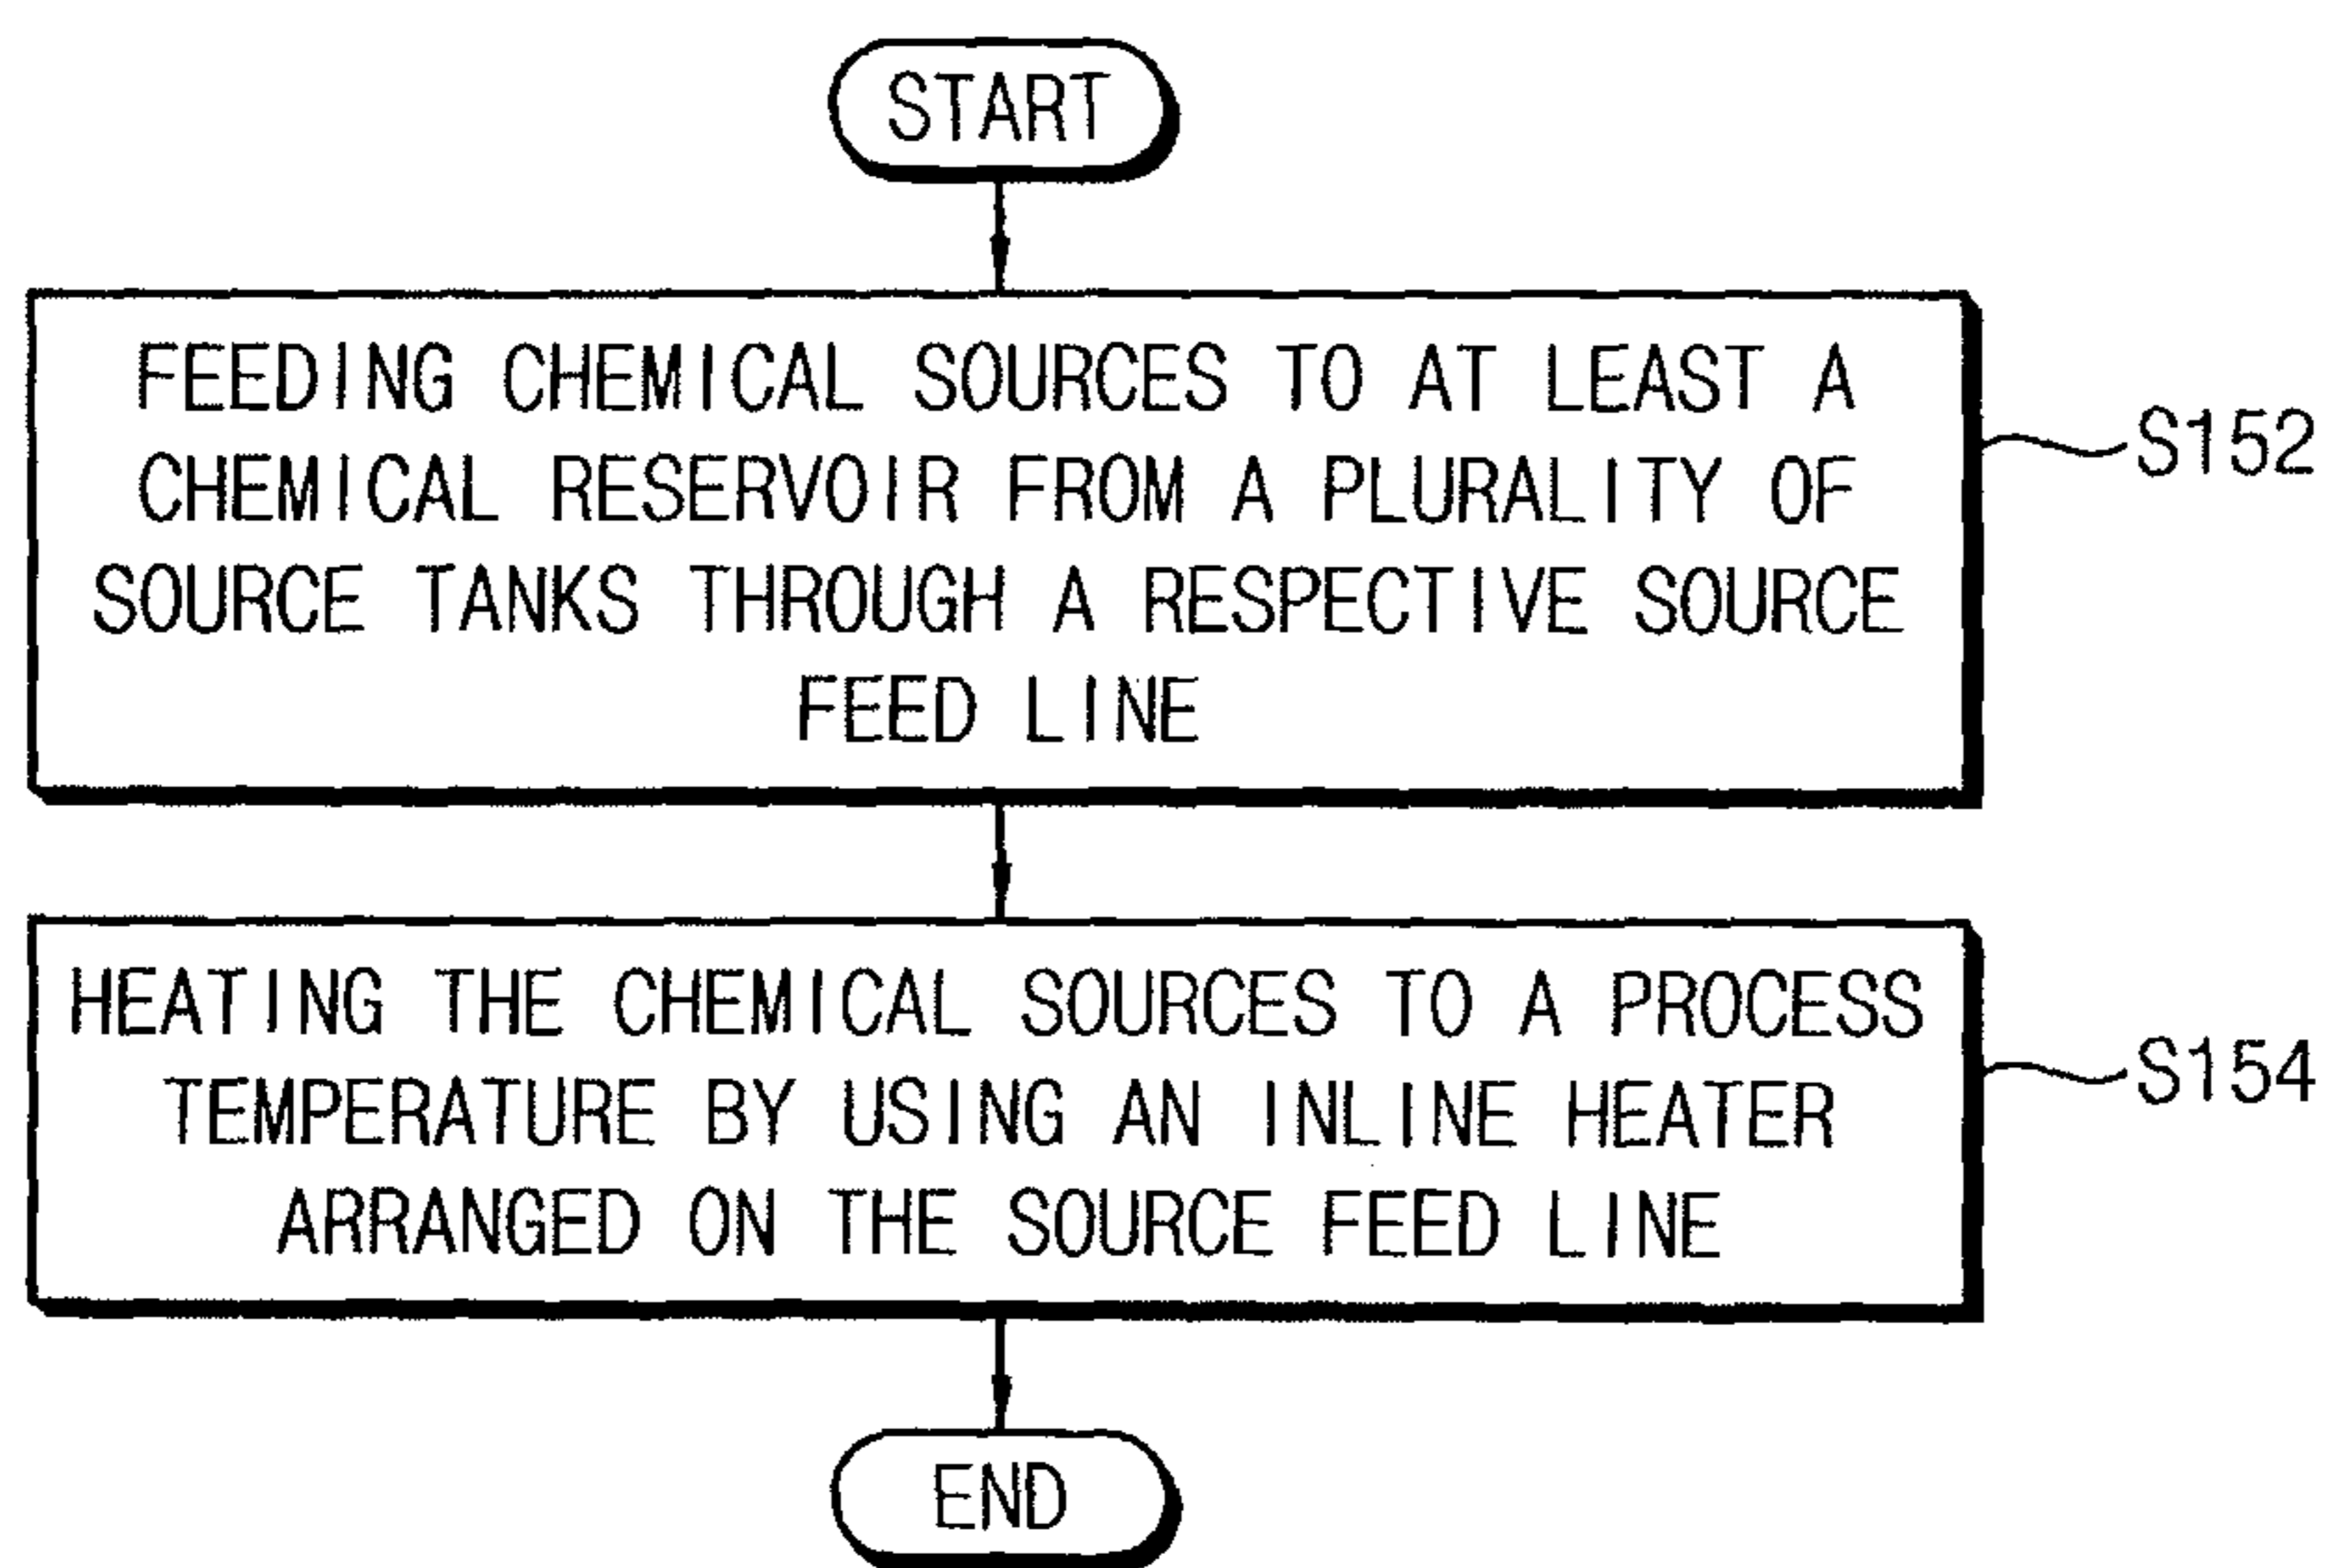 START
FEEDING CHEMICAL SOURCES TO AT LEAST A
CHEMICAL RESERVOIR FROM A PLURALITY OF
SOURCE TANKS THROUGH A RESPECTIVE SOURCE
FEED LINE
S152
HEATING THE CHEMICAL SOURCES TO A PROCESS
TEMPERATURE BY USING AN INLINE HEATER
ARRANGED ON THE SOURCE FEED LINE
S154
END